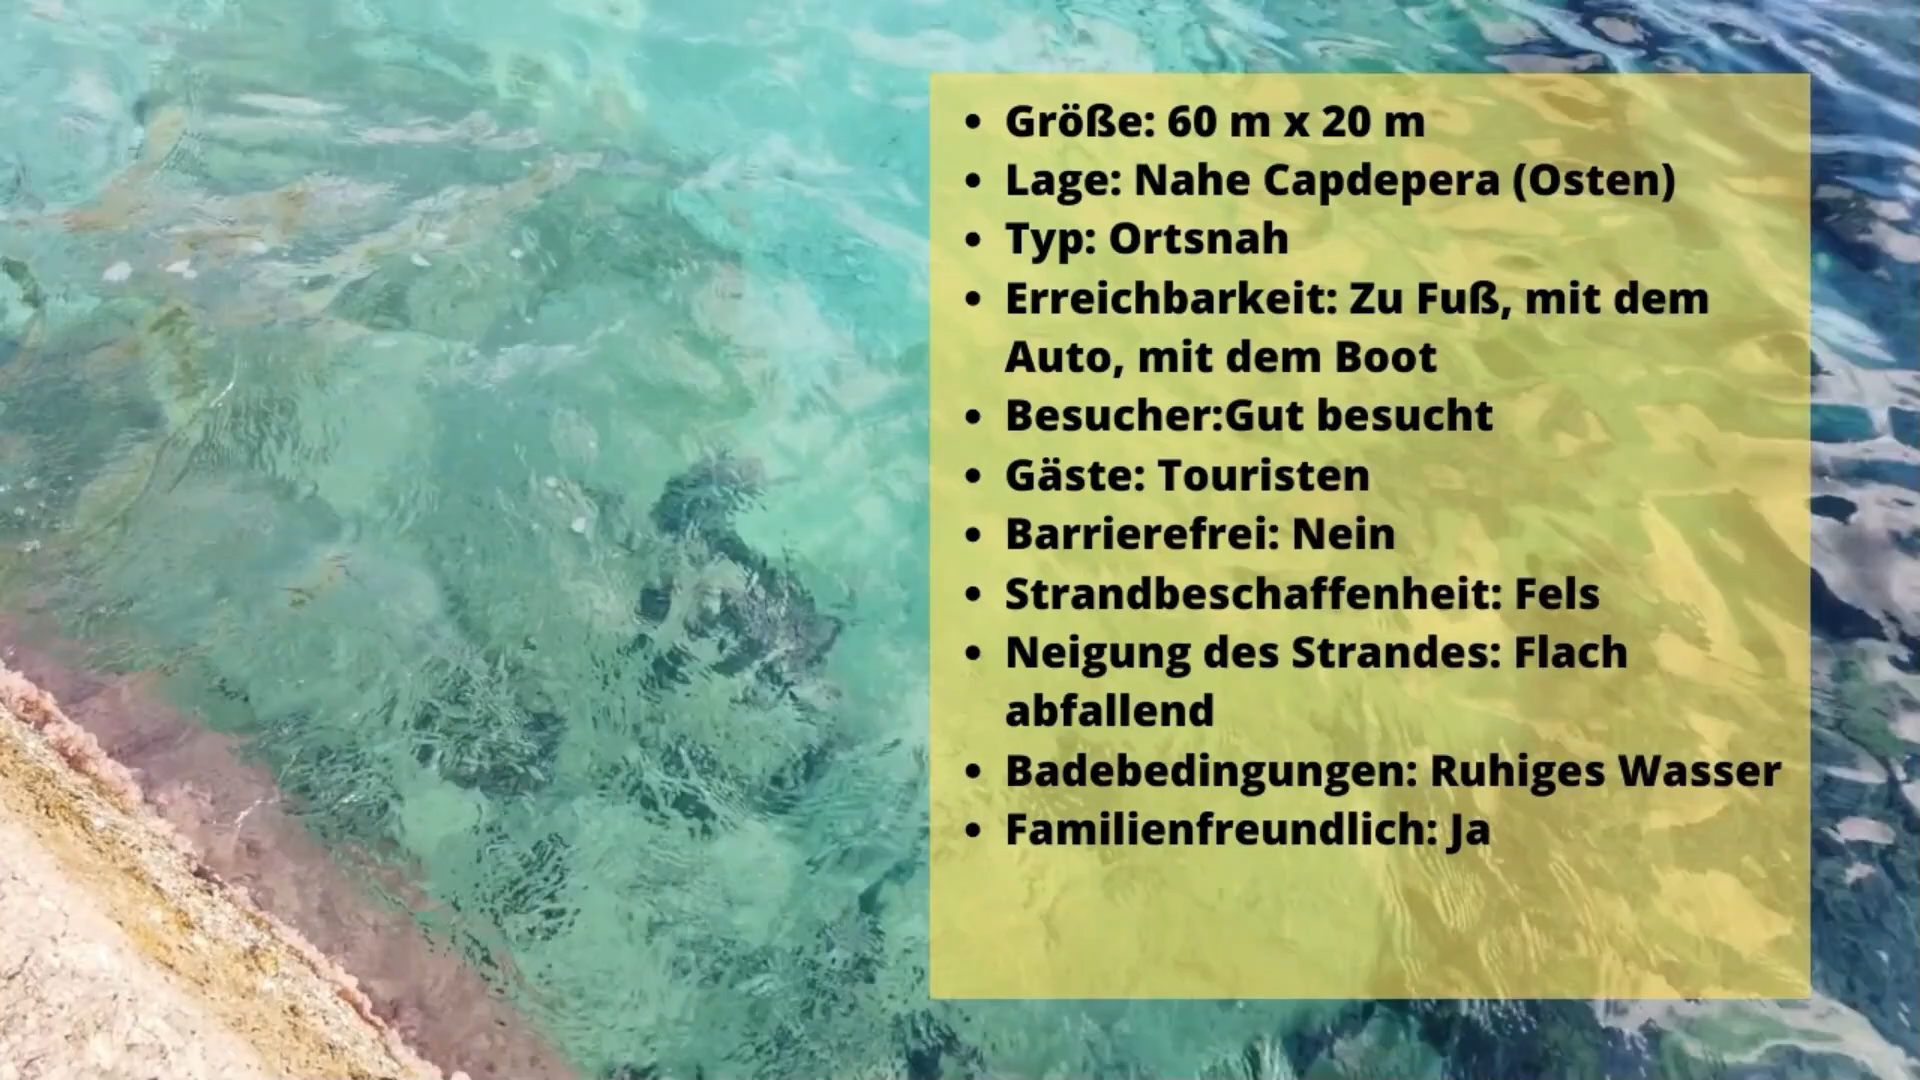 • Größe: 60 m x 20 m
• Lage: Nahe Capdepera (Osten)
• Typ: Ortsnah
• Erreichbarkeit: Zu Fuß, mit dem
Auto, mit dem Boot
• Besucher:Gut besucht
• Gäste: Touristen
• Barrierefrei: Nein
• Strandbeschaffenheit: Fels
• Neigung des Strandes: Flach
abfallend
• Badebedingungen: Ruhiges Wasser
• Familienfreundlich: Ja